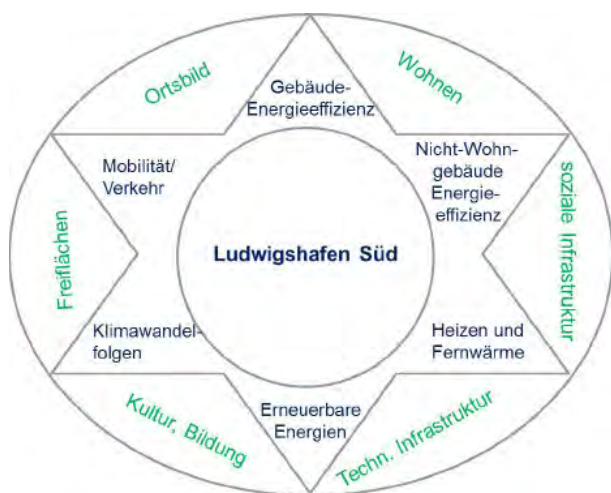 Ortsbild
Wohnen
Gebäude-
Energieeffizienz
Mobilität/
Verkehr
Nicht-Wohn-
gebäude
Energie-
effizienz
Freiflächen
soziale Infrastruktur
Ludwigshafen Süd
Klimawandel-
folgen
Heizen und
Fernwärme
Kultur, Bildung
Erneuerbare
Energien
Techn. Infrastruktur